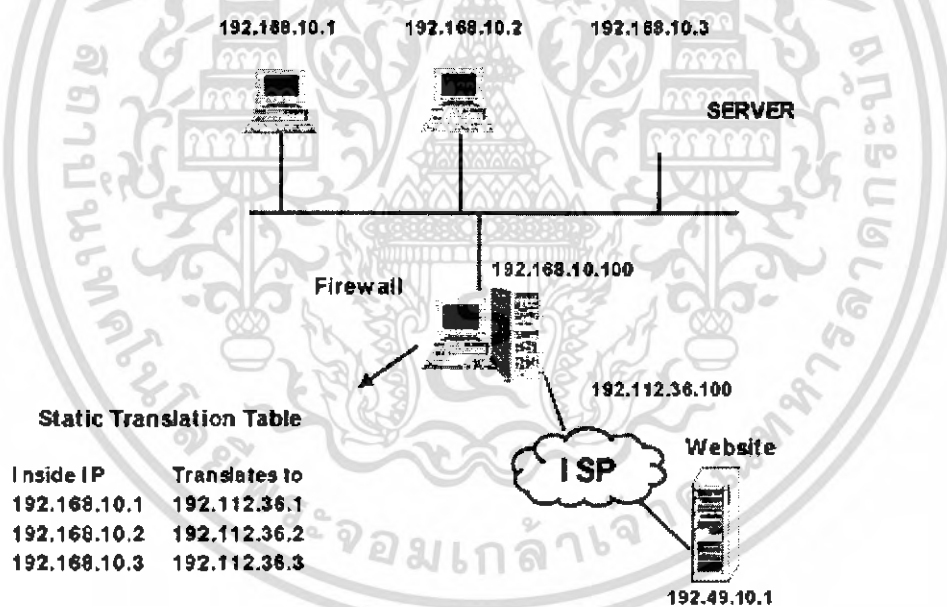 192.168.10.1 192.168.10.2 192.168.10.3
SERVER
192.168.10.100
Firewall
192.112.36.100
Static Translation Table
Website
ISP
Inside IP Translates to
192.168.10.1 192.112.36.1
192.168.10.2 192.112.36.2
192.168.10.3 192.112.36.3
192.49.10.1